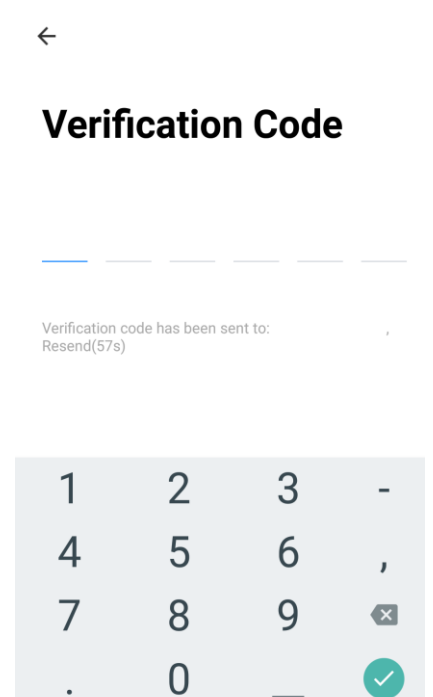 Verification Code
Verification code has been sent to: ,
Resend(57s)
1 2 3 -
4 5 6 ,
7 8 9
. 0